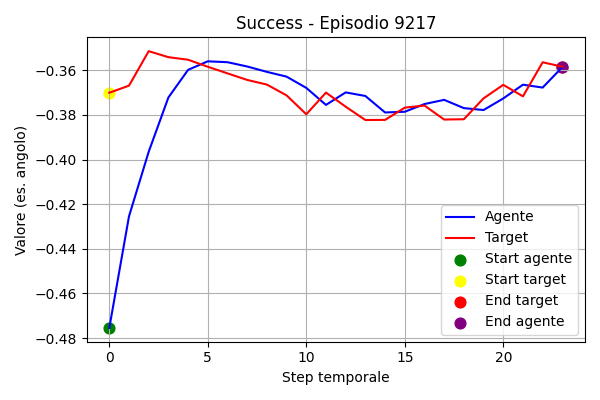 Success - Episodio 9217
Valore (es. angolo)
−0.36
−0.38
−0.40
−0.42
−0.44
−0.46
−0.48
0
5
10
15
20
Step temporale
Agente
Target
Start agente
Start target
End target
End agente